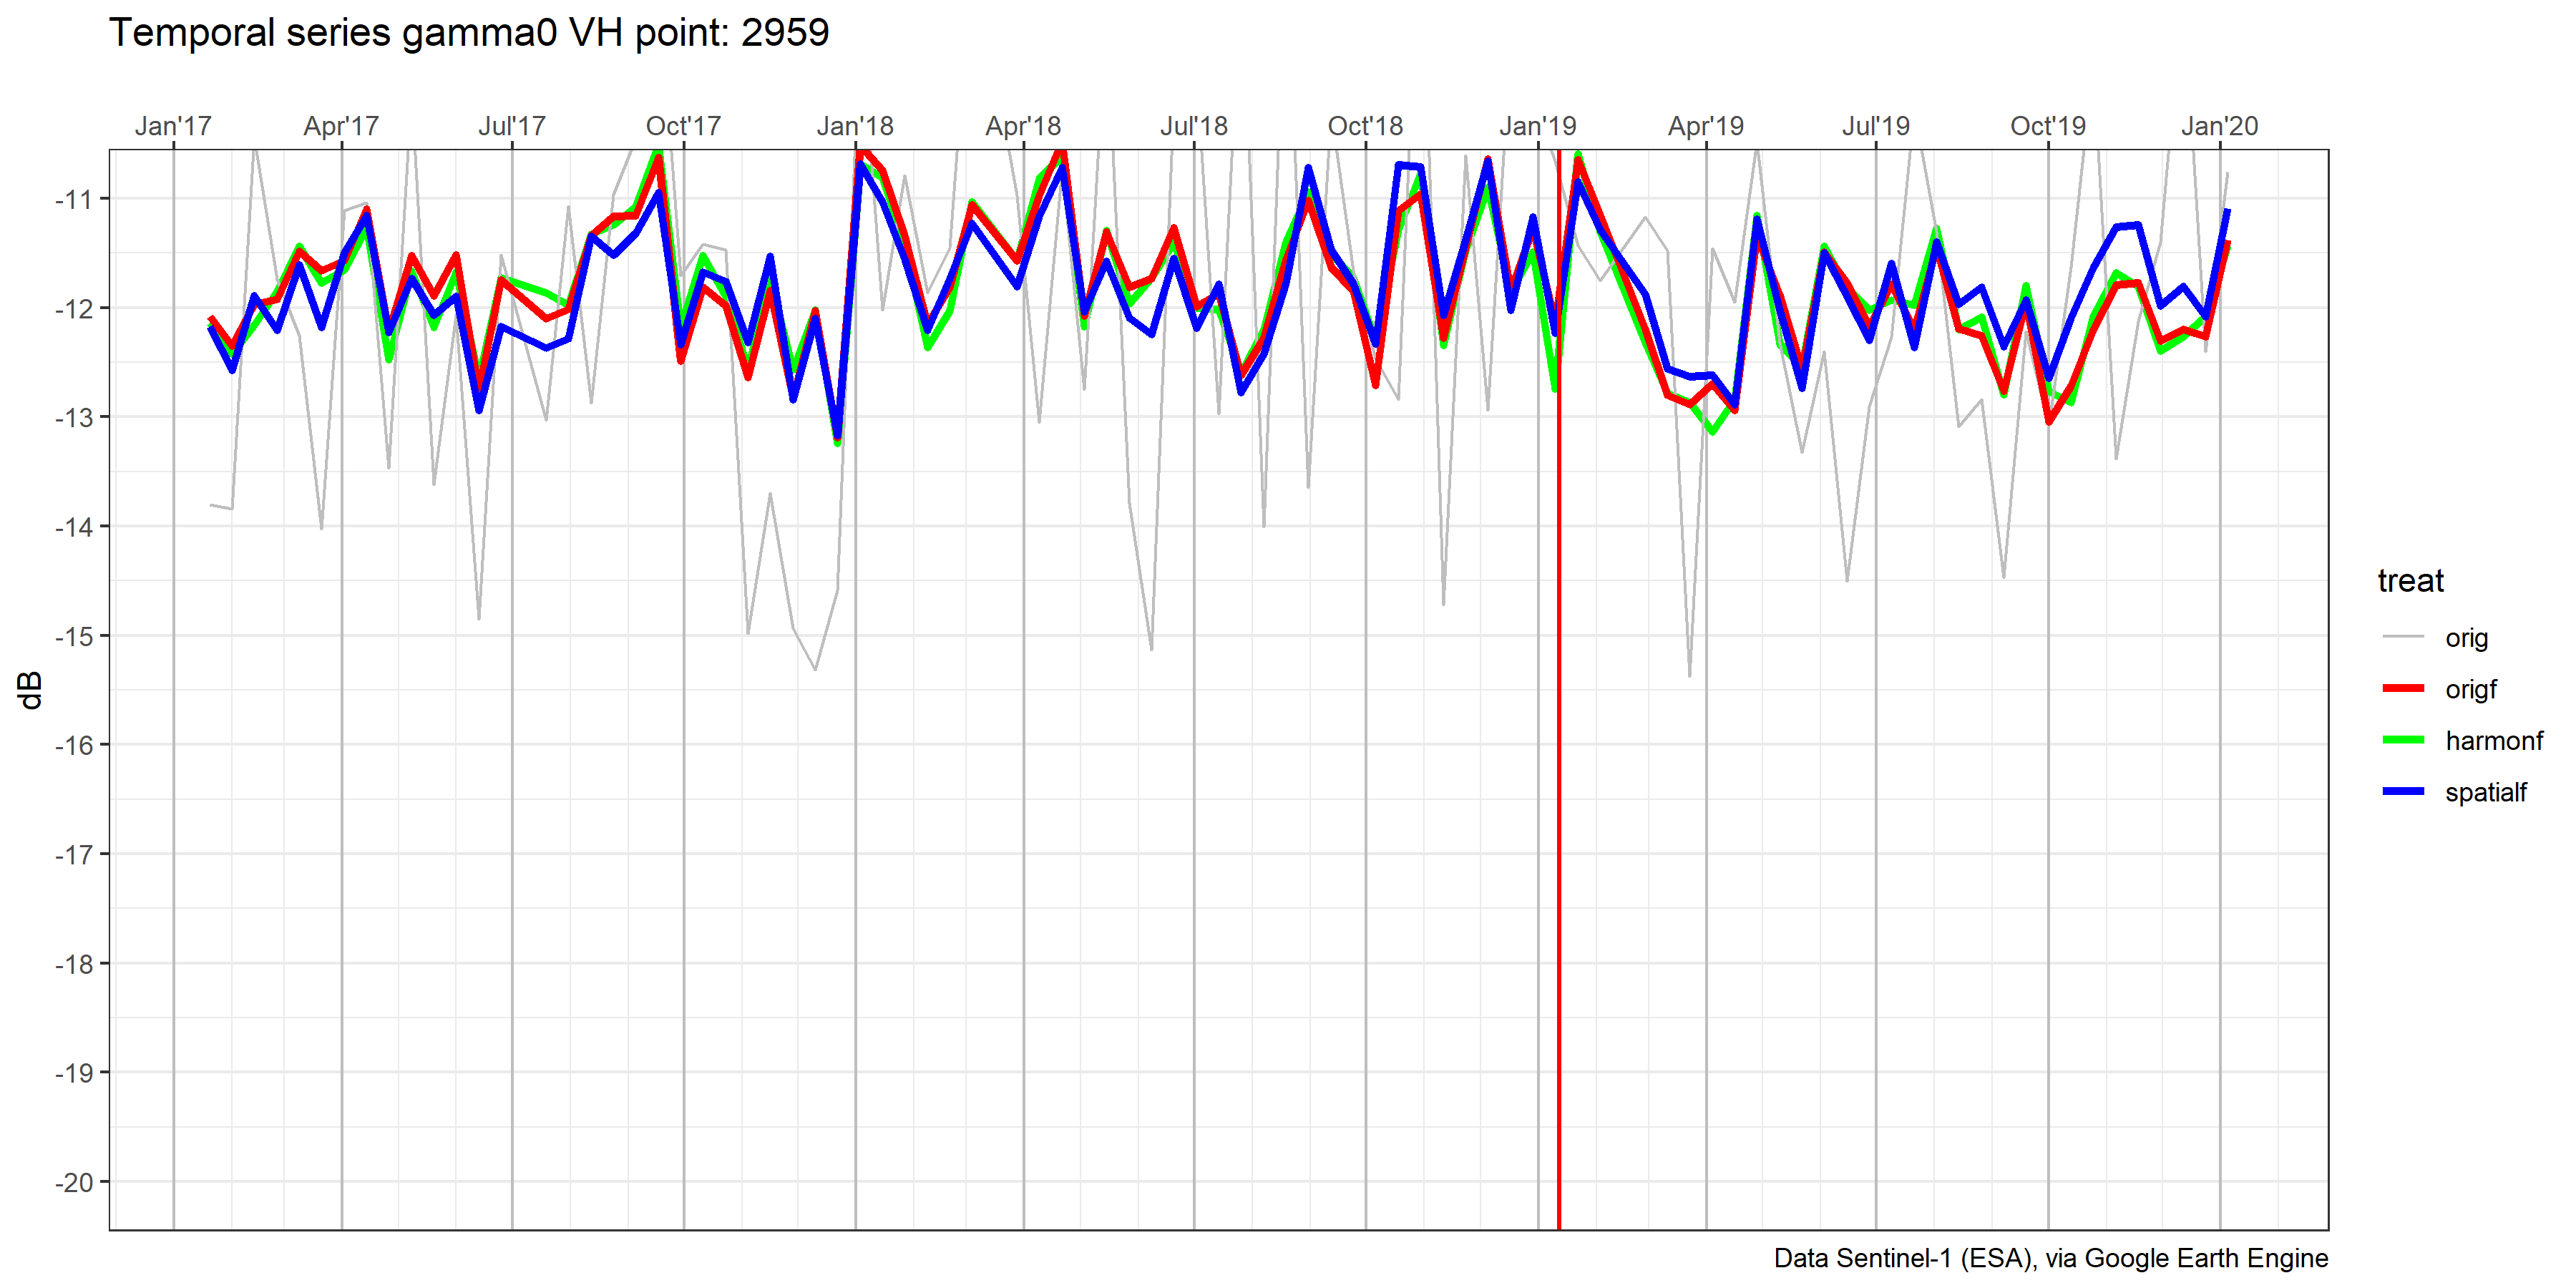 Temporal series gamma0 VH point: 2959
Jan'17 Apr'17 Jul'17 Oct'17 Jan'18 Apr'18 Jul'18 Oct'18 Jan'19 Apr'19 Jul'19 Oct'19 Jan'20
-11
-12
-13
-14
-15
-16
-17
-18
-19
-20
dB
treat
orig
origf
harmonf
spatialf
Data Sentinel-1 (ESA), via Google Earth Engine